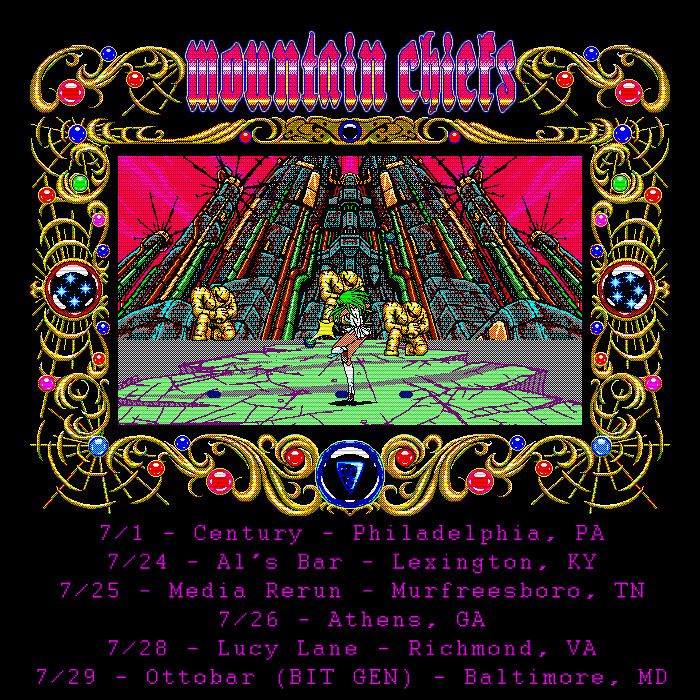 mountain chiefs
7/1 - Century - Philadelphia, PA
7/24 - Al's Bar - Lexington, KY
7/25 - Media Rerun - Murfreesboro, TN
7/26 - Athens, GA
7/28 - Lucy Lane - Richmond, VA
7/29 - Ottobar (BIT GEN) - Baltimore, MD